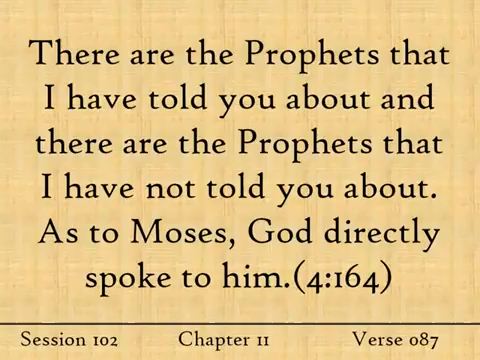 There are the Prophets that
I have told you about and
there are the Prophets that
I have not told you about.
As to Moses, God directly
spoke to him.(4:164)
Session 102 Chapter 11 Verse 087